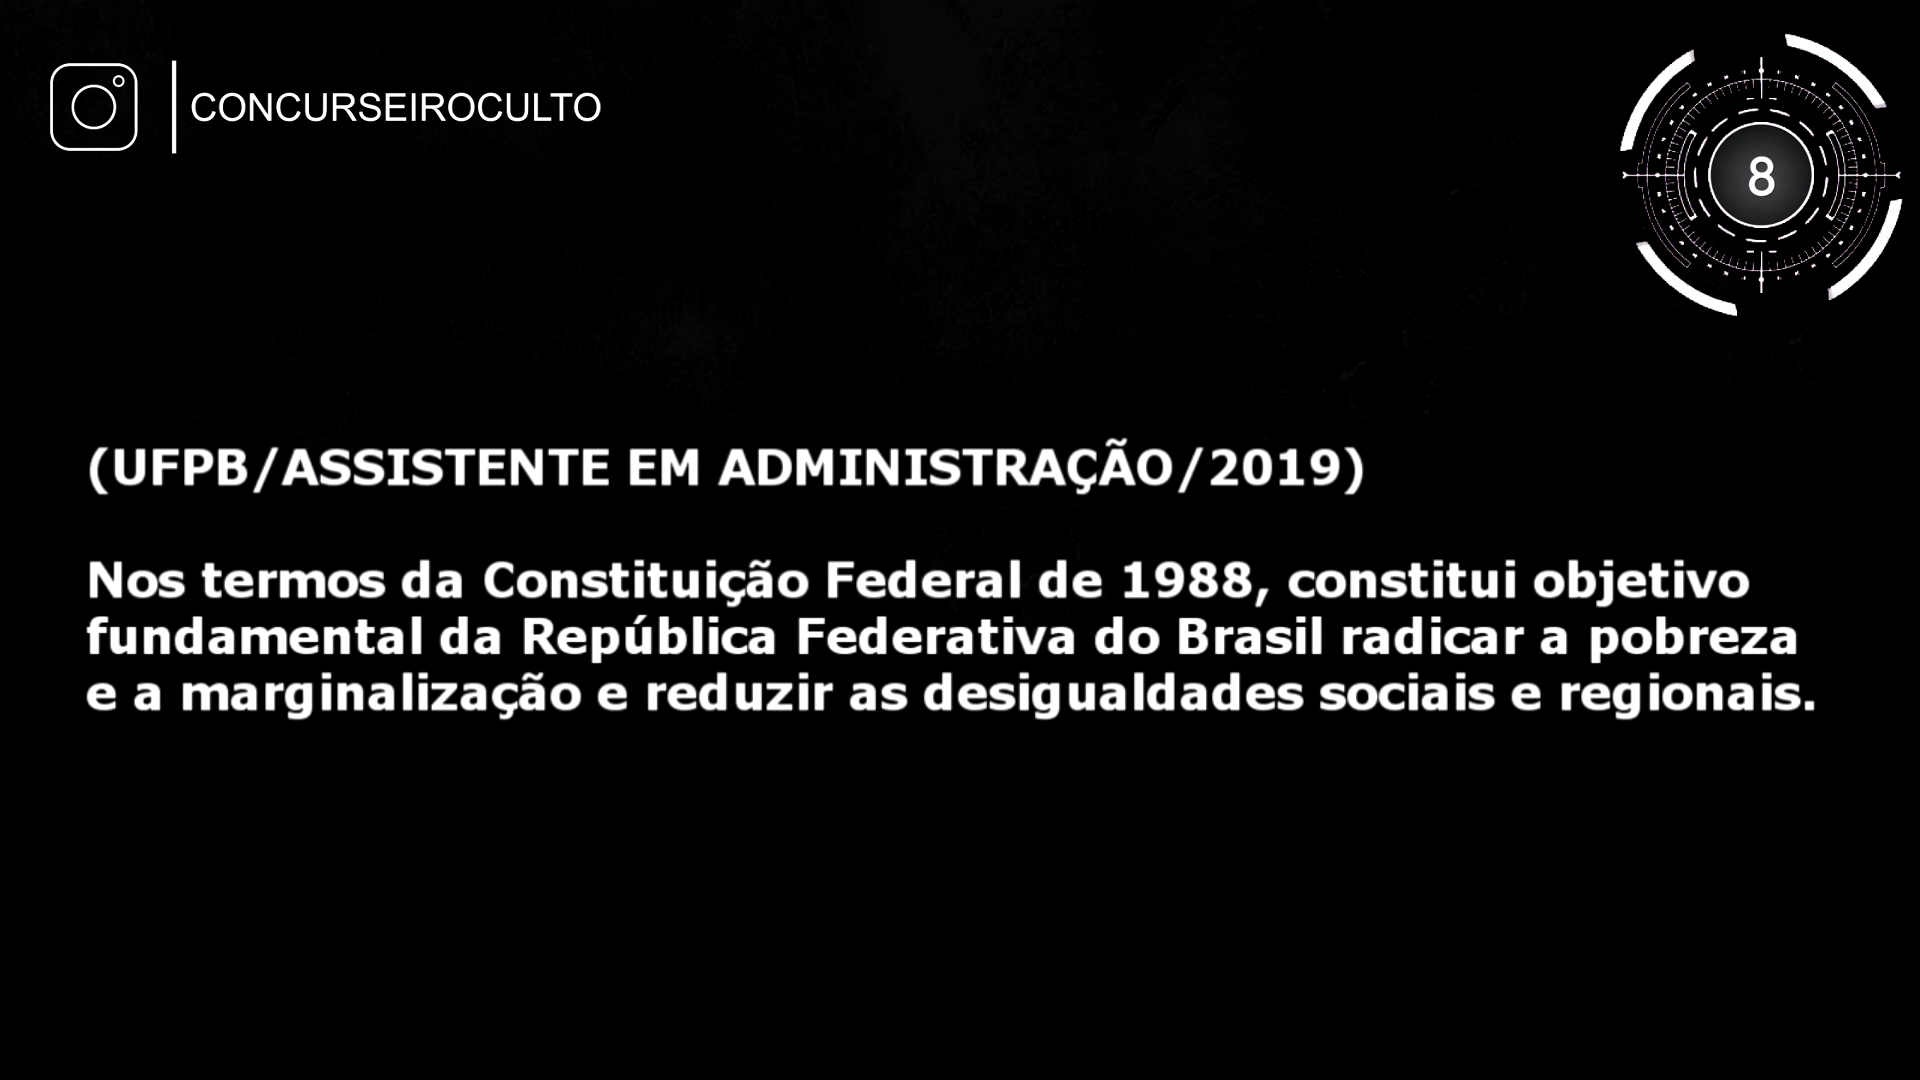 CONCURSEIROCULTO
8
(UFPB/ASSISTENTE EM ADMINISTRAÇÃO/2019)
Nos termos da Constituição Federal de 1988, constitui objetivo
fundamental da República Federativa do Brasil radicar a pobreza
e a marginalização e reduzir as desigualdades sociais e regionais.